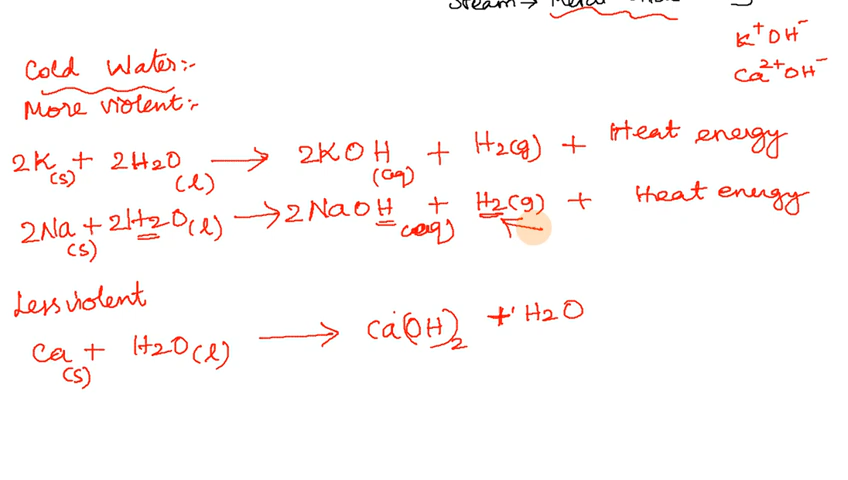 Steam →
K⁺OH⁻
Ca²⁺OH⁻
Cold Water:-
More violent:-
2K(s) + 2H2O(l) → 2KOH(aq) + H2(g) + Heat energy
2Na(s) + 2H2O(l) → 2NaOH(aq) + H2(g) + Heat energy
Less violent
Ca(s) + H2O(l) → Ca(OH)2 + H2O